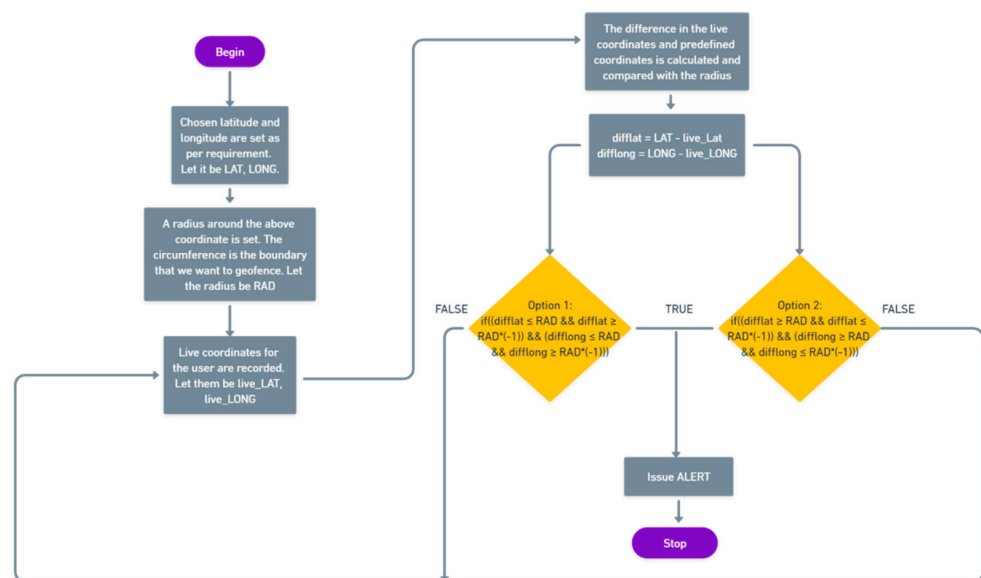 Begin
Chosen latitude and
longitude are set as
per requirement.
Let it be LAT, LONG.
A radius around the above
coordinate is set. The
circumference is the boundary
that we want to geofence. Let
the radius be RAD
Live coordinates for
the user are recorded.
Let them be live_LAT,
live_LONG
The difference in the live
coordinates and predefined
coordinates is calculated and
compared with the radius
difflat = LAT - live_Lat
difflong = LONG - live_LONG
FALSE
Option 1:
if((difflat ≤ RAD && difflat ≥
RAD*(-1)) && (difflong ≤ RAD
&& difflong ≥ RAD*(-1)))
TRUE
Option 2:
if((difflat ≥ RAD && difflat ≤
RAD*(-1)) && (difflong ≥ RAD
&& difflong ≤ RAD*(-1)))
FALSE
Issue ALERT
Stop